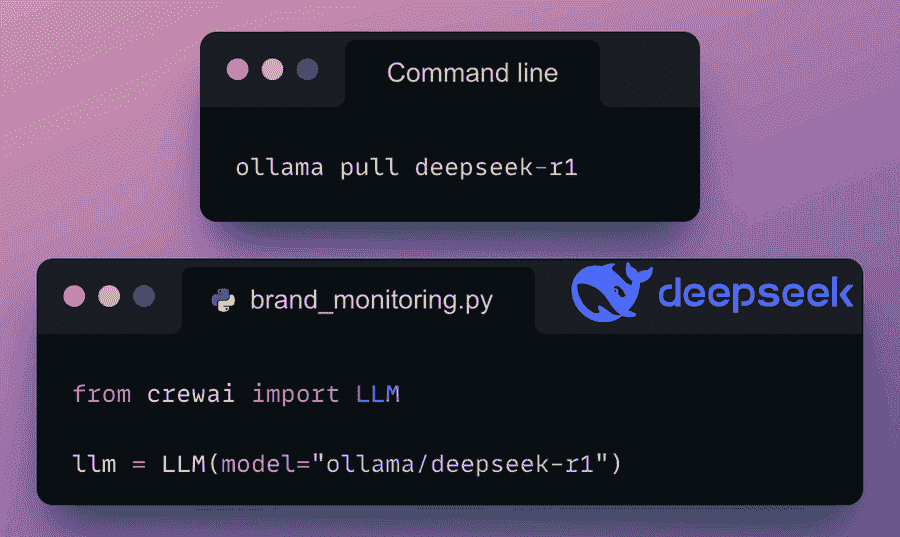 Command line
ollama pull deepseek-r1
brand_monitoring.py
deepseek
from crewai import LLM
llm = LLM(model="ollama/deepseek-r1")